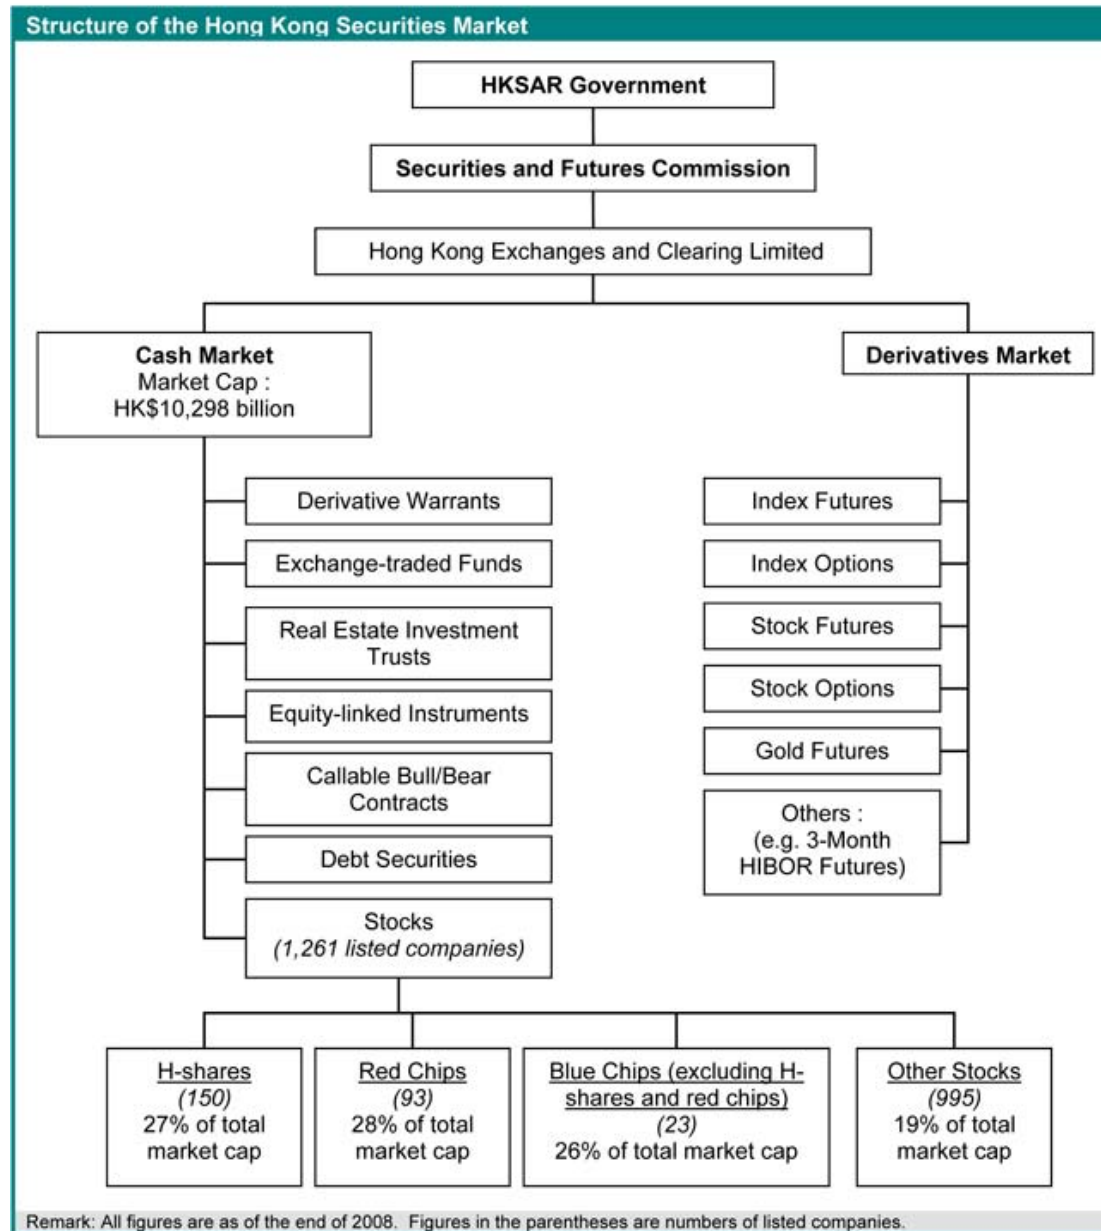 Structure of the Hong Kong Securities Market
HKSAR Government
Securities and Futures Commission
Hong Kong Exchanges and Clearing Limited
Cash Market
Market Cap :
HK$10,298 billion
Derivatives Market
Derivative Warrants
Exchange-traded Funds
Real Estate Investment
Trusts
Equity-linked Instruments
Callable Bull/Bear
Contracts
Debt Securities
Stocks
(1,261 listed companies)
Index Futures
Index Options
Stock Futures
Stock Options
Gold Futures
Others :
(e.g. 3-Month
HIBOR Futures)
H-shares
(150)
27% of total
market cap
Red Chips
(93)
28% of total
market cap
Blue Chips (excluding H-
shares and red chips)
(23)
26% of total market cap
Other Stocks
(995)
19% of total
market cap
Remark: All figures are as of the end of 2008. Figures in the parentheses are numbers of listed companies.